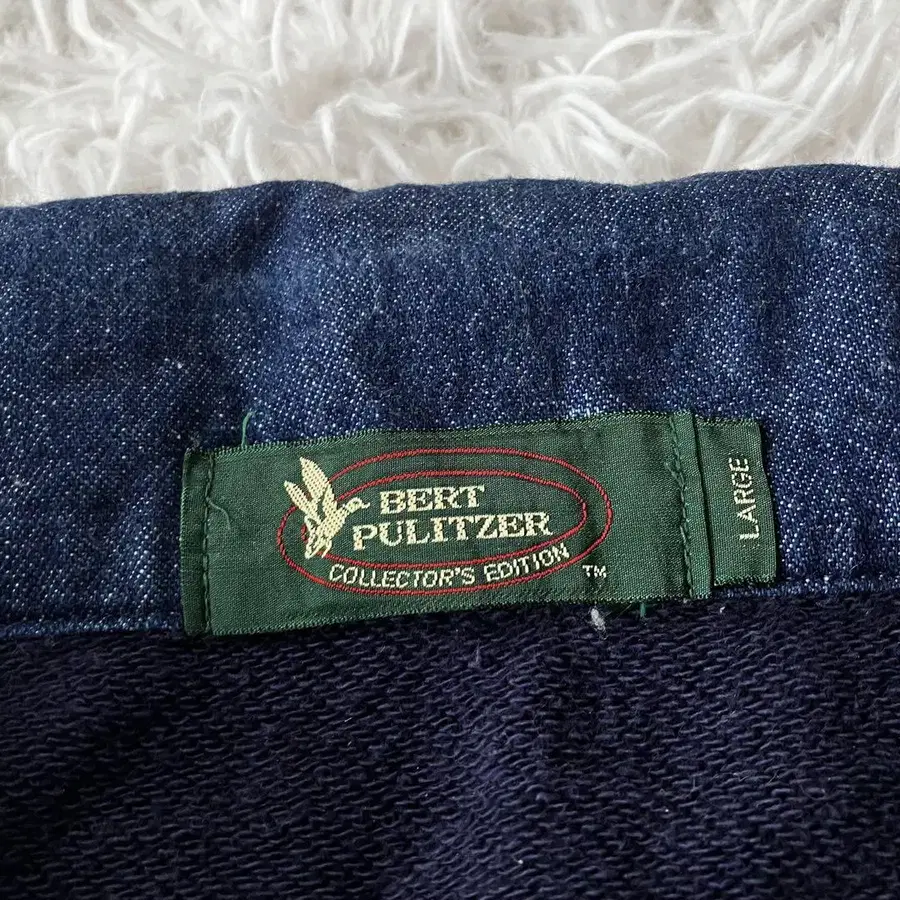 BERT
PULITZER
COLLECTOR'S EDITION
TM
LARGE